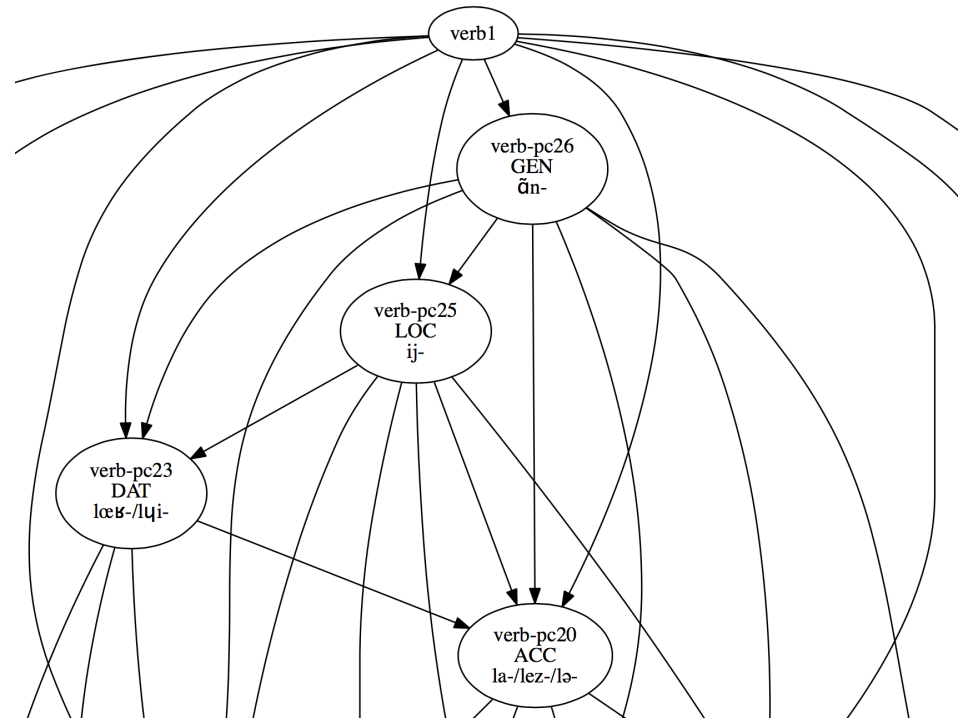 verb1
verb-pc26
GEN
ɑ̃n-
verb-pc25
LOC
ij-
verb-pc23
DAT
lœʁ-/lɥi-
verb-pc20
ACC
la-/lez-/lə-